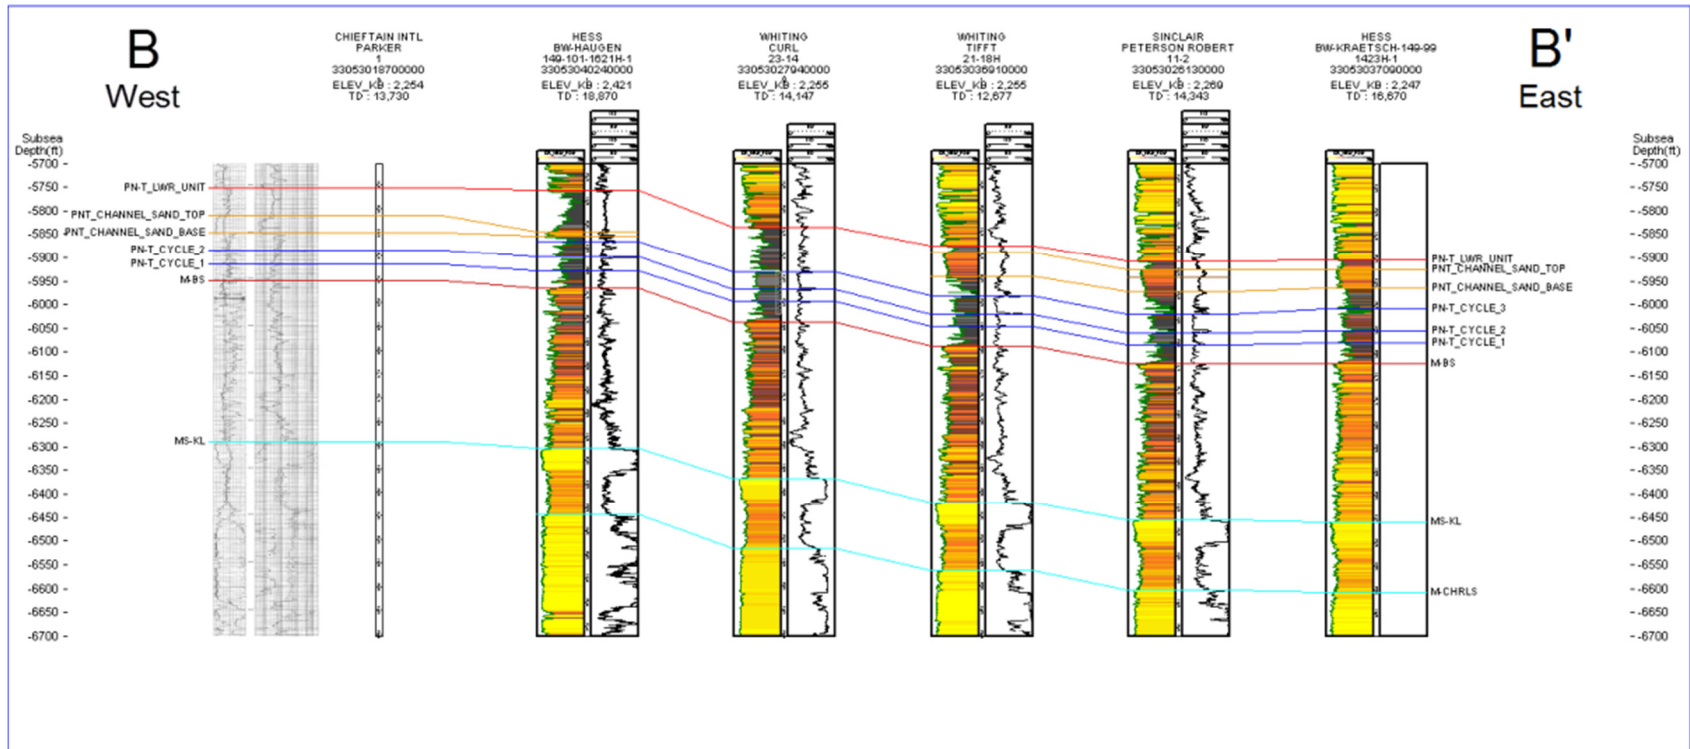 B
West
CHIEFTAIN INTL
PARKER
1
33053018700000
ELEV_KB : 2,254
TD : 13,730
HESS
BW-HAUGEN
149-101-1621H-1
33053040240000
ELEV_KB : 2,421
TD : 18,870
WHITING
CURL
23-14
33053027940000
ELEV_KB : 2,255
TD : 14,147
WHITING
TIFFT
21-18H
33053036910000
ELEV_KB : 2,255
TD : 12,677
SINCLAIR
PETERSON ROBERT
11-2
33053026130000
ELEV_KB : 2,269
TD : 14,343
HESS
BW-KRAETSCH-149-99
1423H-1
33053037090000
ELEV_KB : 2,247
TD : 16,670
B'
East
Subsea
Depth(ft)
-5700 -
-5750 -
-5800 -
-5850 -
-5900 -
-5950 -
-6000 -
-6050 -
-6100 -
-6150 -
-6200 -
-6250 -
-6300 -
-6350 -
-6400 -
-6450 -
-6500 -
-6550 -
-6600 -
-6650 -
-6700 -
PN-T_LWR_UNIT
PNT_CHANNEL_SAND_TOP
PNT_CHANNEL_SAND_BASE
PN-T_CYCLE_2
PN-T_CYCLE_1
M-BS
MS-KL
PN-T_LWR_UNIT
PNT_CHANNEL_SAND_TOP
PNT_CHANNEL_SAND_BASE
PN-T_CYCLE_3
PN-T_CYCLE_2
PN-T_CYCLE_1
M-BS
MS-KL
M-CHRLS
Subsea
Depth(ft)
- -5700
- -5750
- -5800
- -5850
- -5900
- -5950
- -6000
- -6050
- -6100
- -6150
- -6200
- -6250
- -6300
- -6350
- -6400
- -6450
- -6500
- -6550
- -6600
- -6650
- -6700